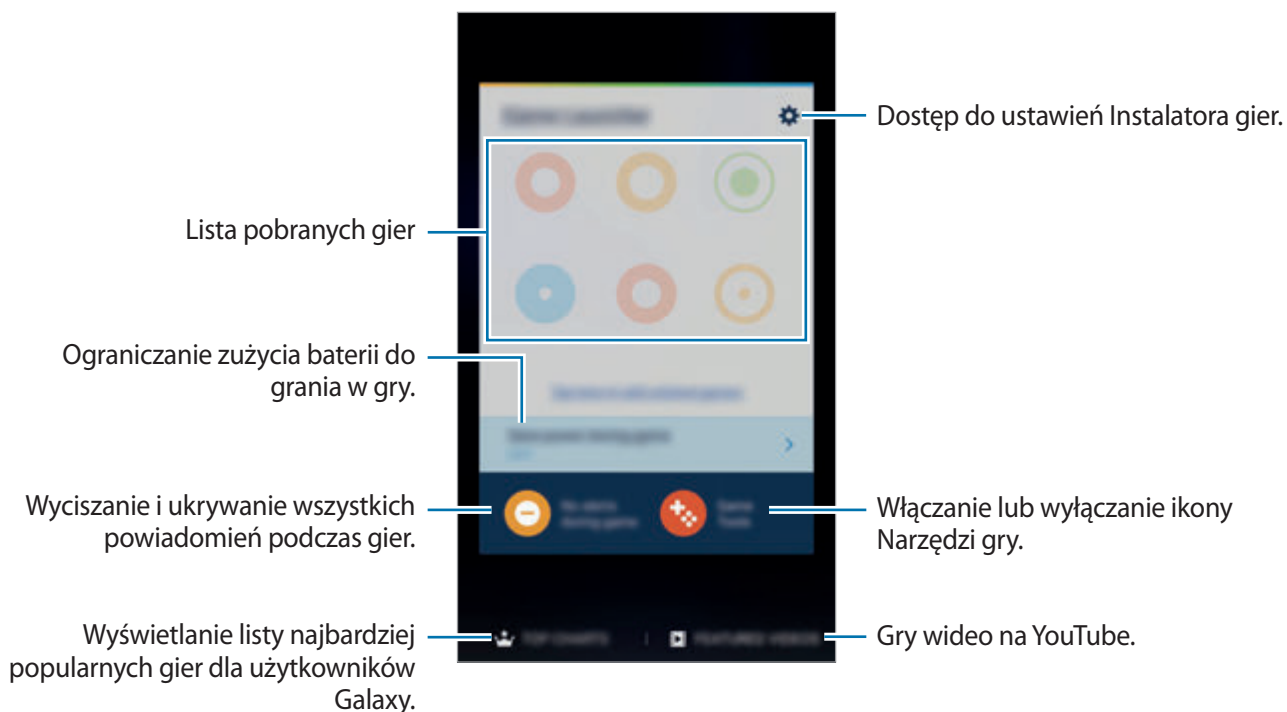 Dostęp do ustawień Instalatora gier.
Lista pobranych gier
Ograniczanie zużycia baterii do
grania w gry.
Wyciszanie i ukrywanie wszystkich
powiadomień podczas gier.
Włączanie lub wyłączanie ikony
Narzędzi gry.
Wyświetlanie listy najbardziej
popularnych gier dla użytkowników
Galaxy.
Gry wideo na YouTube.